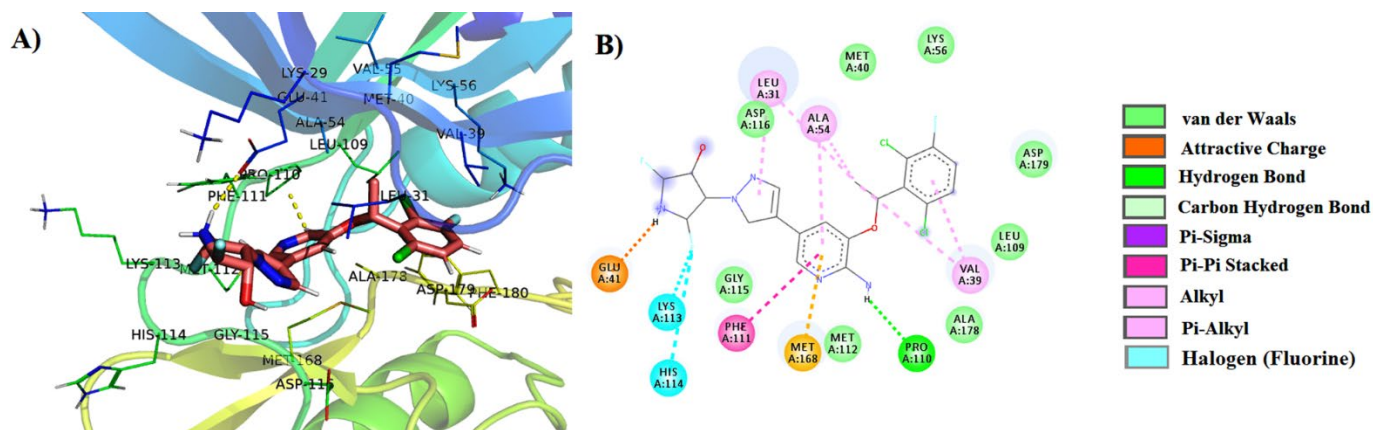 A)
B)
LYS-29
VAL-55
GLU-41
MET-40
LYS-56
ALA-54
VAL-39
LEU-109
PRO-110
PHE-111
LEU-31
LYS-113
MET-112
ALA-178
ASP-179
PHE-180
HIS-114
GLY-115
MET-168
ASP-116
LYS
A:56
MET
A:40
LEU
A:31
ASP
A:116
ALA
A:54
Cl
F
ASP
A:179
F
O
N
N
Cl
NH
O
LEU
A:109
VAL
A:39
F
H
GLU
A:41
LYS
A:113
GLY
A:115
N
N
H
ALA
A:178
PHE
A:111
MET
A:168
MET
A:112
PRO
A:110
HIS
A:114
van der Waals
Attractive Charge
Hydrogen Bond
Carbon Hydrogen Bond
Pi-Sigma
Pi-Pi Stacked
Alkyl
Pi-Alkyl
Halogen (Fluorine)